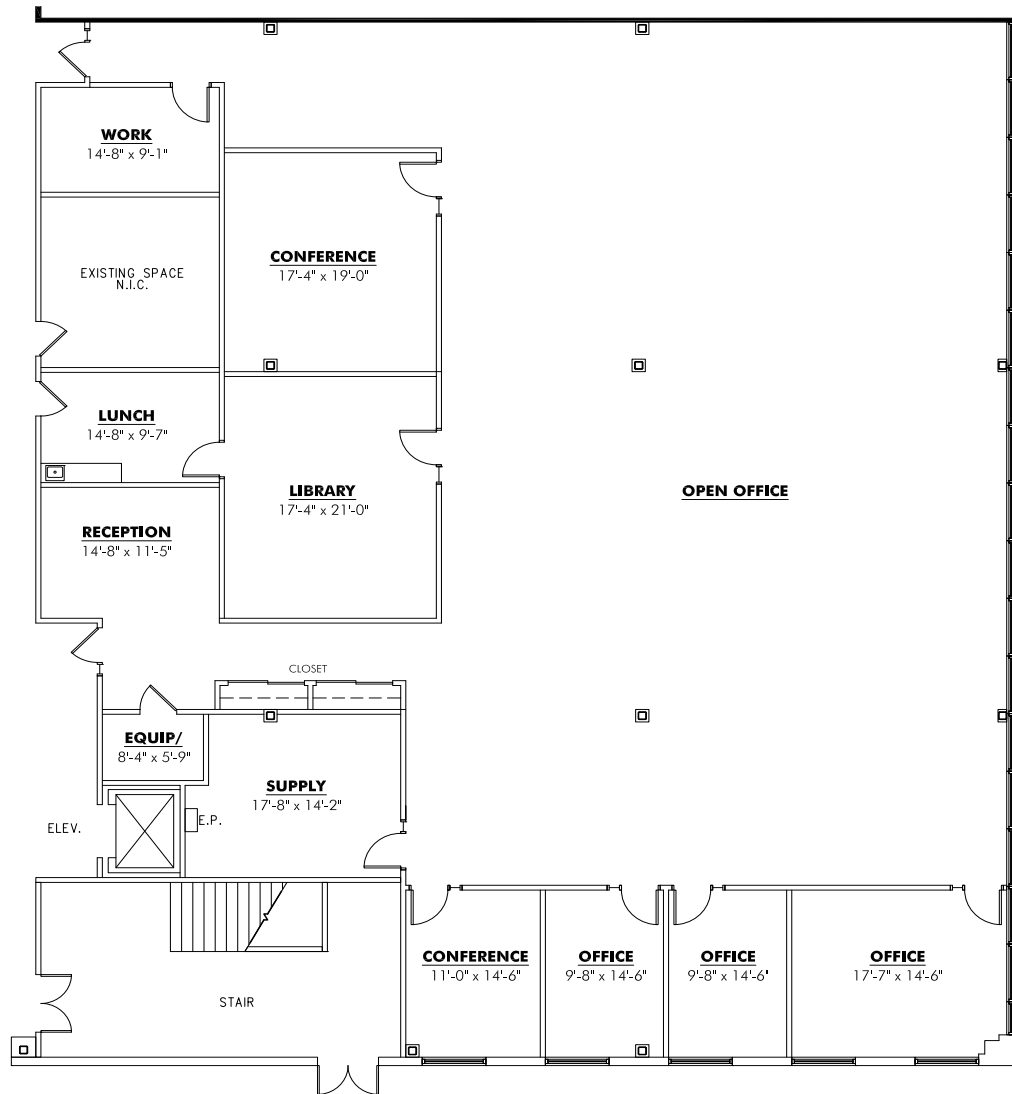 WORK
14'-8" x 9'-1"
EXISTING SPACE
N.I.C.
CONFERENCE
17'-4" x 19'-0"
LUNCH
14'-8" x 9'-7"
LIBRARY
17'-4" x 21'-0"
OPEN OFFICE
RECEPTION
14'-8" x 11'-5"
CLOSET
EQUIP/
8'-4" x 5'-9"
SUPPLY
17'-8" x 14'-2"
E.P.
ELEV.
CONFERENCE
11'-0" x 14'-6"
OFFICE
9'-8" x 14'-6"
OFFICE
9'-8" x 14'-6"
OFFICE
17'-7" x 14'-6"
STAIR